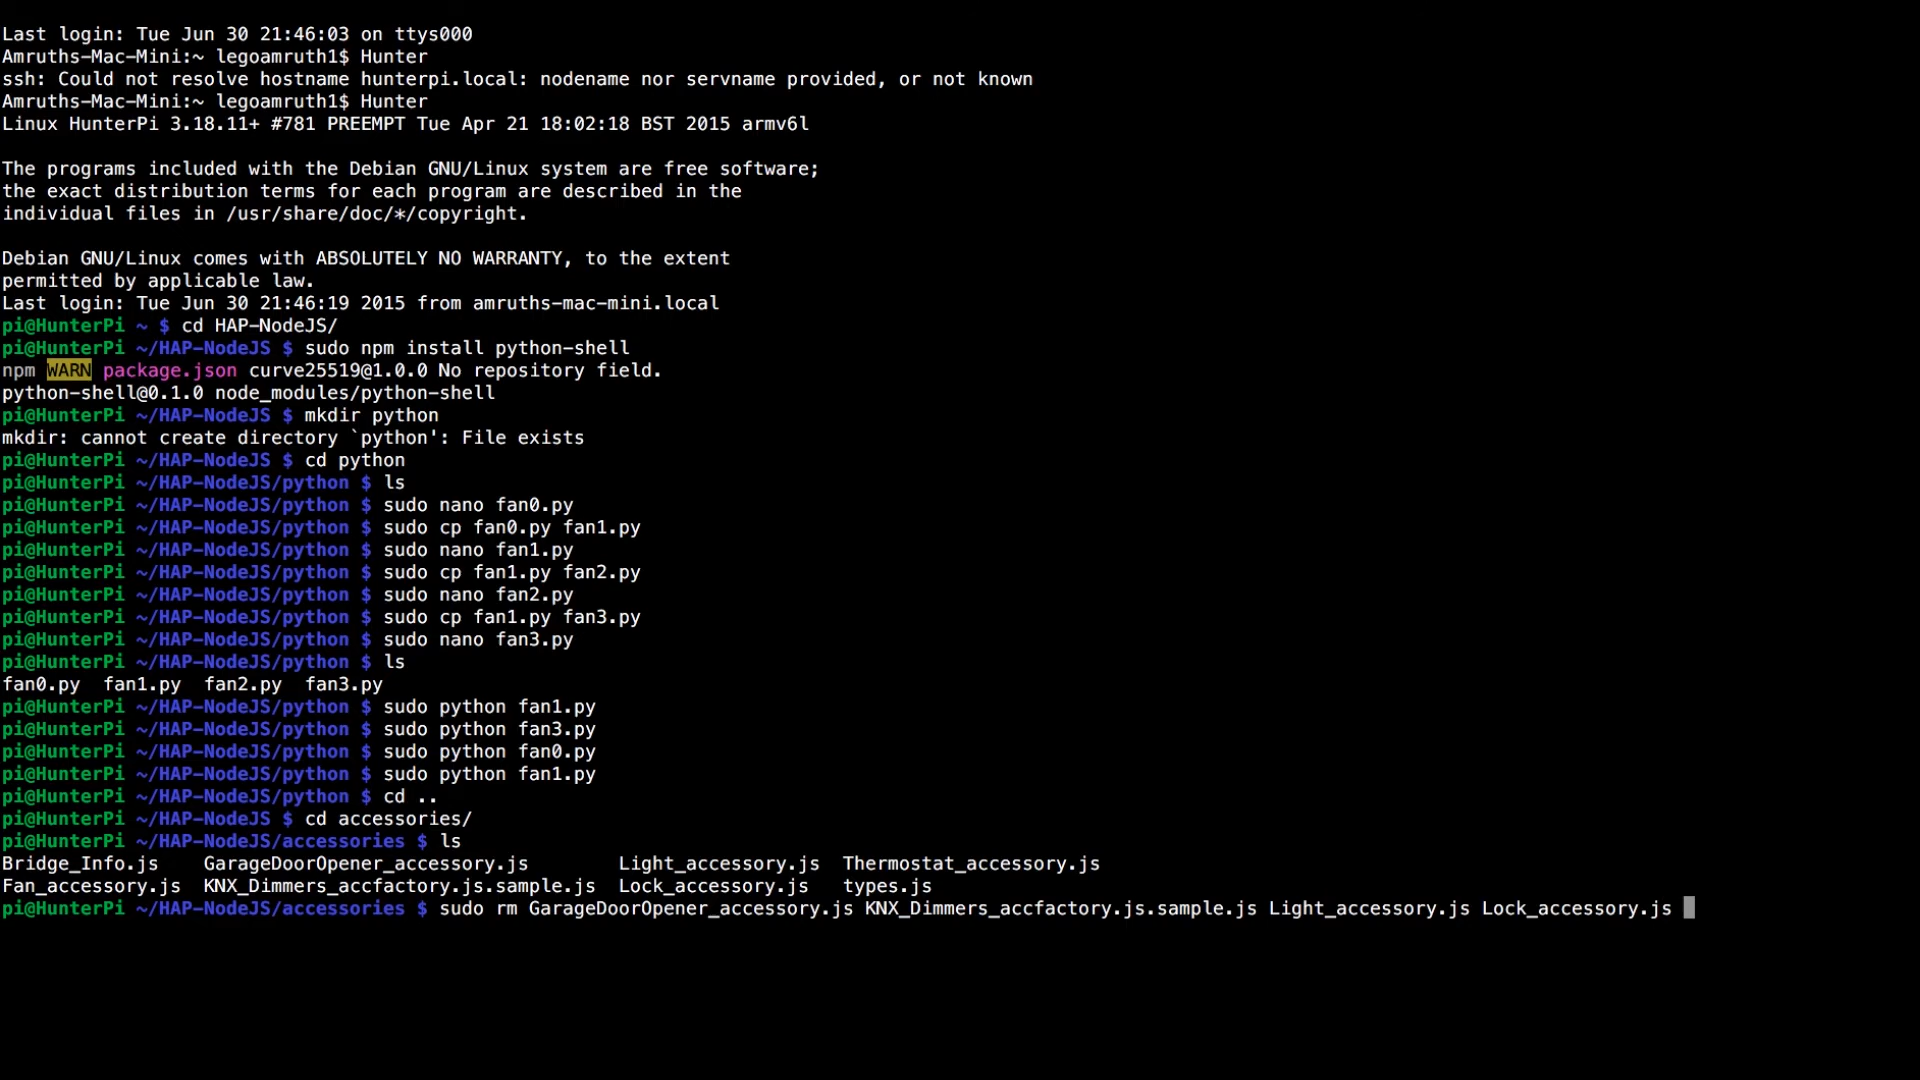 Last login: Tue Jun 30 21:46:03 on ttys000
Amruths-Mac-Mini:~ legoamruth1$ Hunter
ssh: Could not resolve hostname hunterpi.local: nodename nor servname provided, or not known
Amruths-Mac-Mini:~ legoamruth1$ Hunter
Linux HunterPi 3.18.11+ #781 PREEMPT Tue Apr 21 18:02:18 BST 2015 armv6l

The programs included with the Debian GNU/Linux system are free software;
the exact distribution terms for each program are described in the
individual files in /usr/share/doc/*/copyright.

Debian GNU/Linux comes with ABSOLUTELY NO WARRANTY, to the extent
permitted by applicable law.
Last login: Tue Jun 30 21:46:19 2015 from amruths-mac-mini.local
pi@HunterPi ~ $ cd HAP-NodeJS/
pi@HunterPi ~/HAP-NodeJS $ sudo npm install python-shell
npm WARN package.json curve25519@1.0.0 No repository field.
python-shell@0.1.0 node_modules/python-shell
pi@HunterPi ~/HAP-NodeJS $ mkdir python
mkdir: cannot create directory `python': File exists
pi@HunterPi ~/HAP-NodeJS $ cd python
pi@HunterPi ~/HAP-NodeJS/python $ ls
pi@HunterPi ~/HAP-NodeJS/python $ sudo nano fan0.py
pi@HunterPi ~/HAP-NodeJS/python $ sudo cp fan0.py fan1.py
pi@HunterPi ~/HAP-NodeJS/python $ sudo nano fan1.py
pi@HunterPi ~/HAP-NodeJS/python $ sudo cp fan1.py fan2.py
pi@HunterPi ~/HAP-NodeJS/python $ sudo nano fan2.py
pi@HunterPi ~/HAP-NodeJS/python $ sudo cp fan1.py fan3.py
pi@HunterPi ~/HAP-NodeJS/python $ sudo nano fan3.py
pi@HunterPi ~/HAP-NodeJS/python $ ls
fan0.py  fan1.py  fan2.py  fan3.py
pi@HunterPi ~/HAP-NodeJS/python $ sudo python fan1.py
pi@HunterPi ~/HAP-NodeJS/python $ sudo python fan3.py
pi@HunterPi ~/HAP-NodeJS/python $ sudo python fan0.py
pi@HunterPi ~/HAP-NodeJS/python $ sudo python fan1.py
pi@HunterPi ~/HAP-NodeJS/python $ cd ..
pi@HunterPi ~/HAP-NodeJS $ cd accessories/
pi@HunterPi ~/HAP-NodeJS/accessories $ ls
Bridge_Info.js    GarageDoorOpener_accessory.js        Light_accessory.js  Thermostat_accessory.js
Fan_accessory.js  KNX_Dimmers_accfactory.js.sample.js  Lock_accessory.js   types.js
pi@HunterPi ~/HAP-NodeJS/accessories $ sudo rm GarageDoorOpener_accessory.js KNX_Dimmers_accfactory.js.sample.js Light_accessory.js Lock_accessory.js